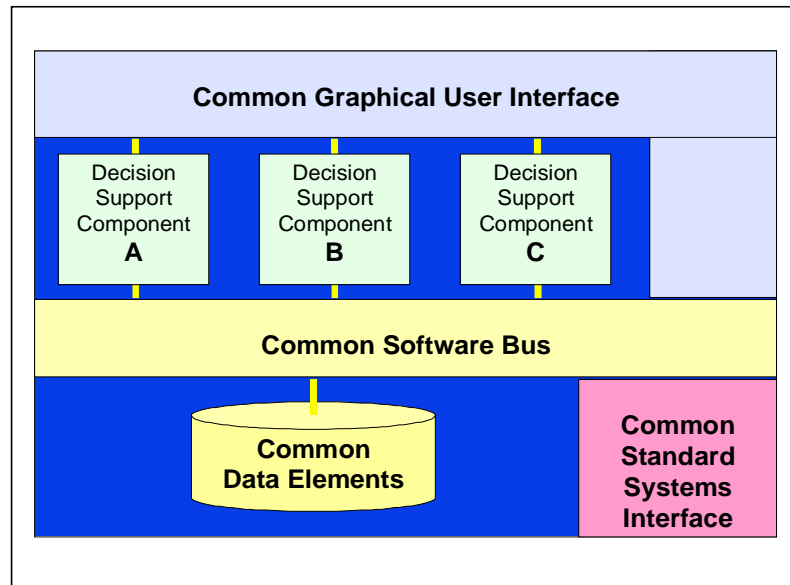 Common Graphical User Interface
Decision
Support
Component
A
Decision
Support
Component
B
Decision
Support
Component
C
Common Software Bus
Common
Data Elements
Common
Standard
Systems
Interface